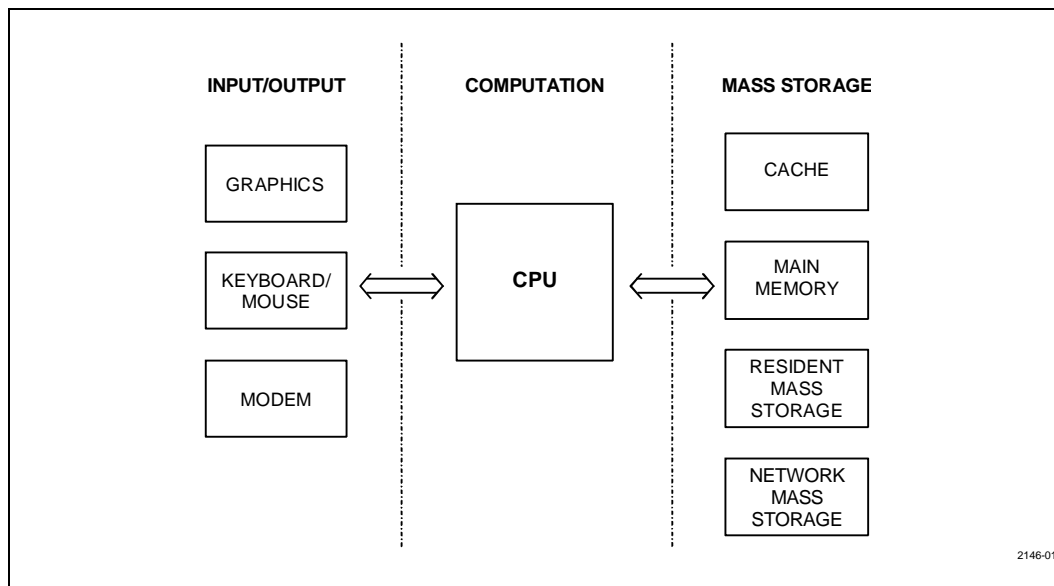 INPUT/OUTPUT
COMPUTATION
MASS STORAGE
GRAPHICS
KEYBOARD/
MOUSE
MODEM
CPU
CACHE
MAIN
MEMORY
RESIDENT
MASS
STORAGE
NETWORK
MASS
STORAGE
2146-01